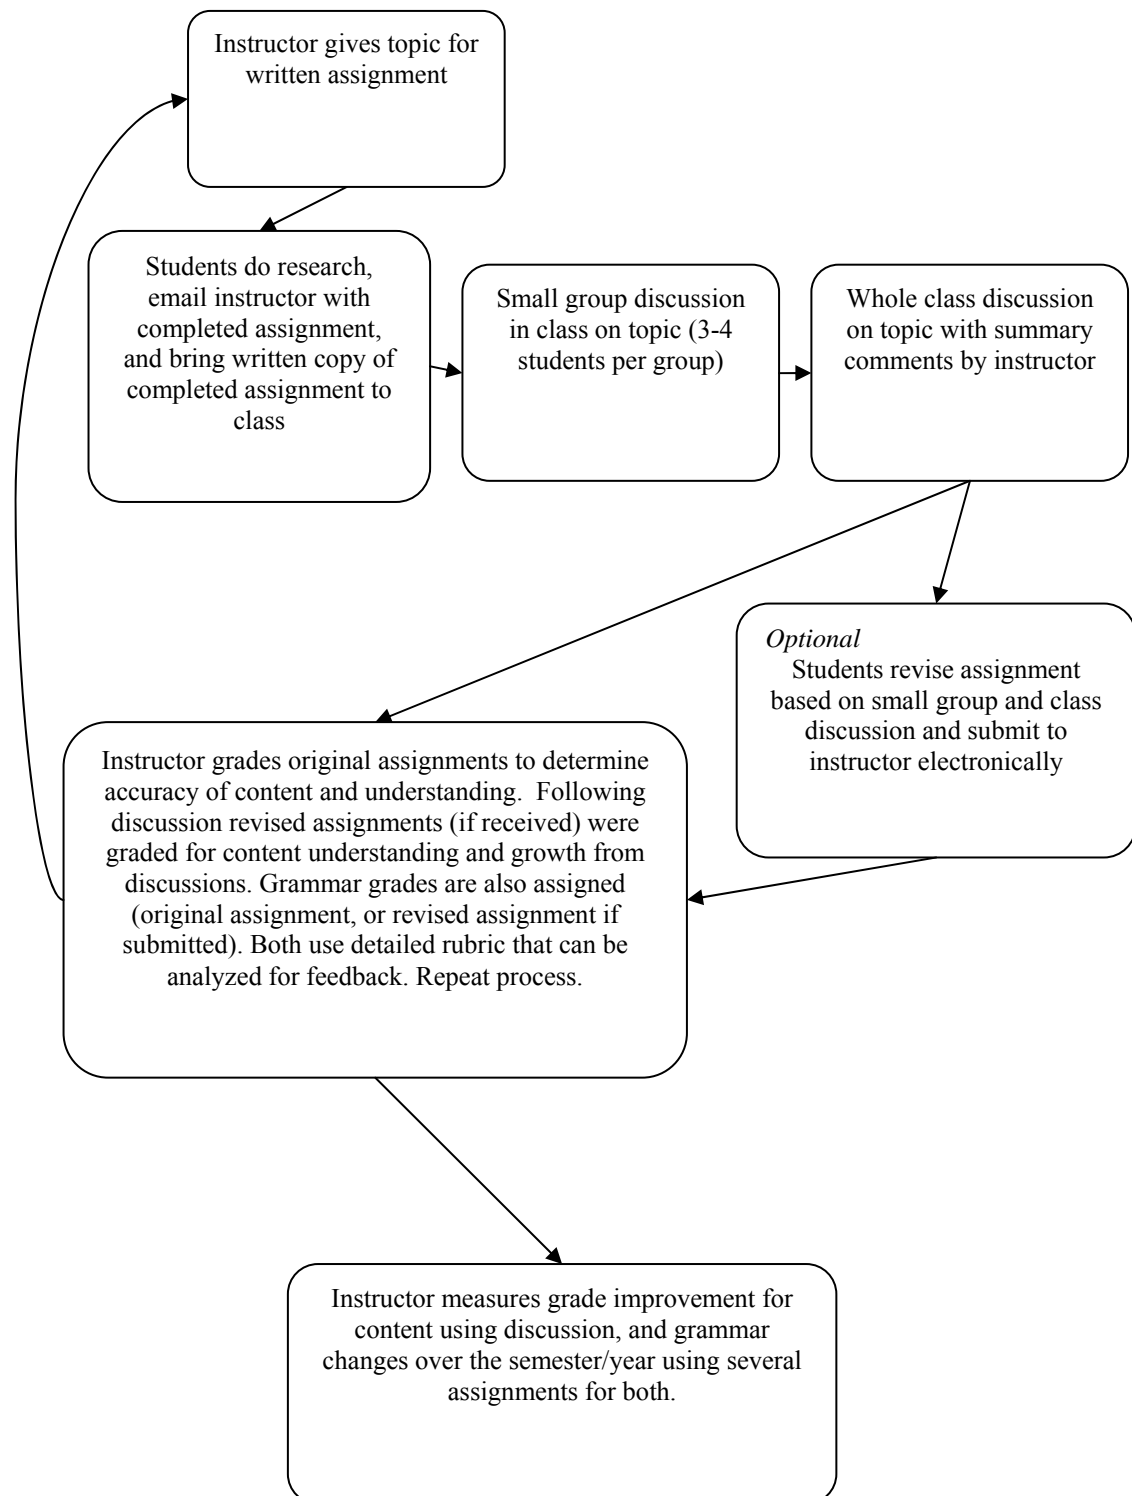 Instructor gives topic for
written assignment
Students do research,
email instructor with
completed assignment,
and bring written copy of
completed assignment to
class
Small group discussion
in class on topic (3-4
students per group)
Whole class discussion
on topic with summary
comments by instructor
Optional
Students revise assignment
based on small group and class
discussion and submit to
instructor electronically
Instructor grades original assignments to determine
accuracy of content and understanding.  Following
discussion revised assignments (if received) were
graded for content understanding and growth from
discussions. Grammar grades are also assigned
(original assignment, or revised assignment if
submitted). Both use detailed rubric that can be
analyzed for feedback. Repeat process.
Instructor measures grade improvement for
content using discussion, and grammar
changes over the semester/year using several
assignments for both.